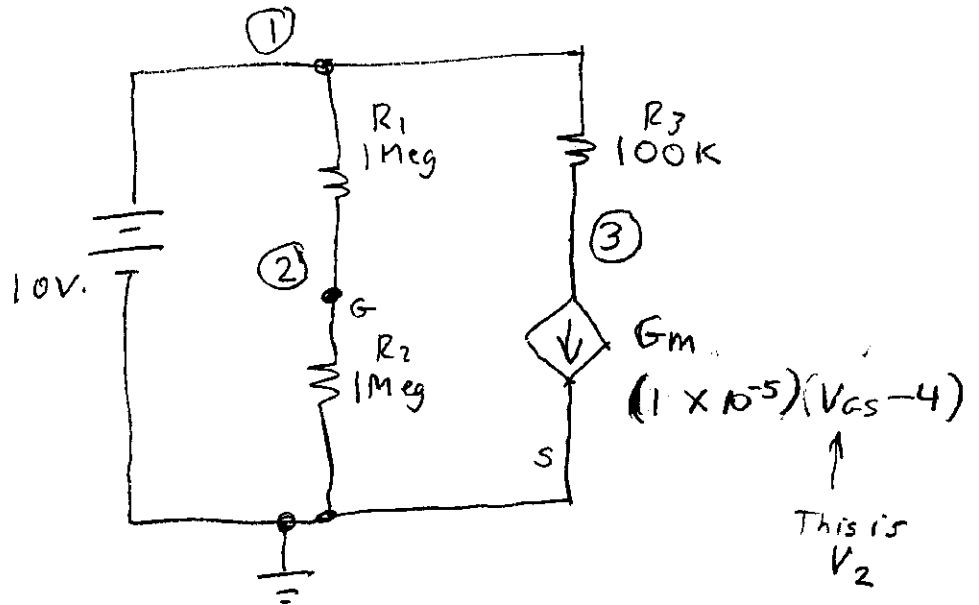 1
R1
1Meg
R3
100K
10V.
2
G
3
R2
1Meg
Gm
(1 × 10-5)(VGS-4)
S
This is
V2